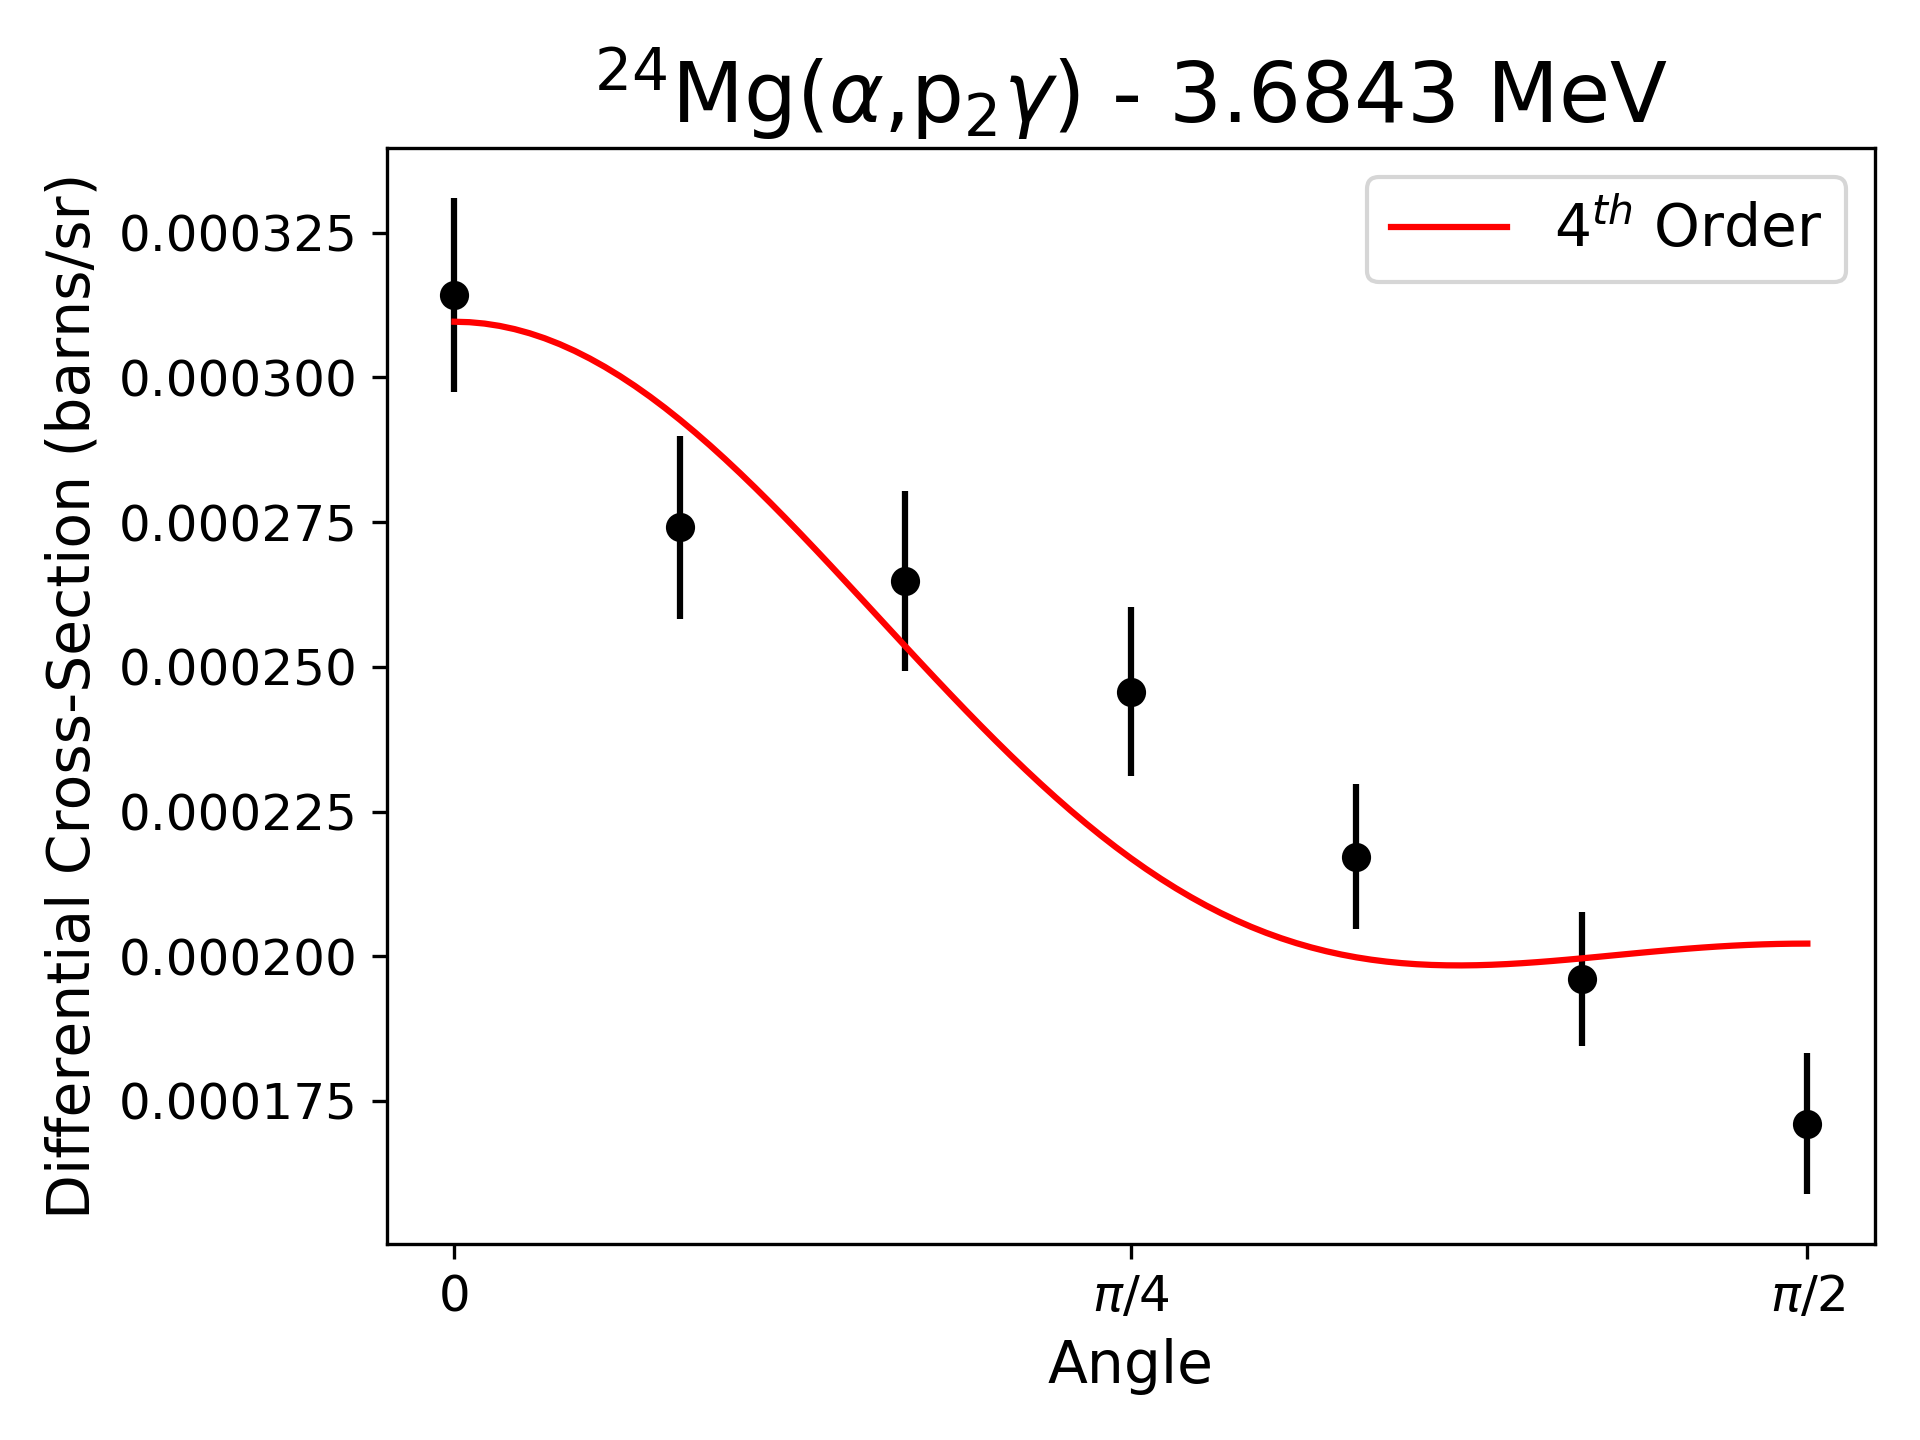 ²⁴Mg(α,p₂γ) - 3.6843 MeV
4ᵗʰ Order
Differential Cross-Section (barns/sr)
0.000325
0.000300
0.000275
0.000250
0.000225
0.000200
0.000175
0 π/4 π/2
Angle